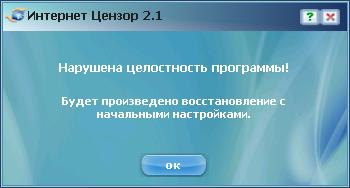 Интернет Цензор 2.1
Нарушена целостность программы!
Будет произведено восстановление с
начальными настройками.
ок